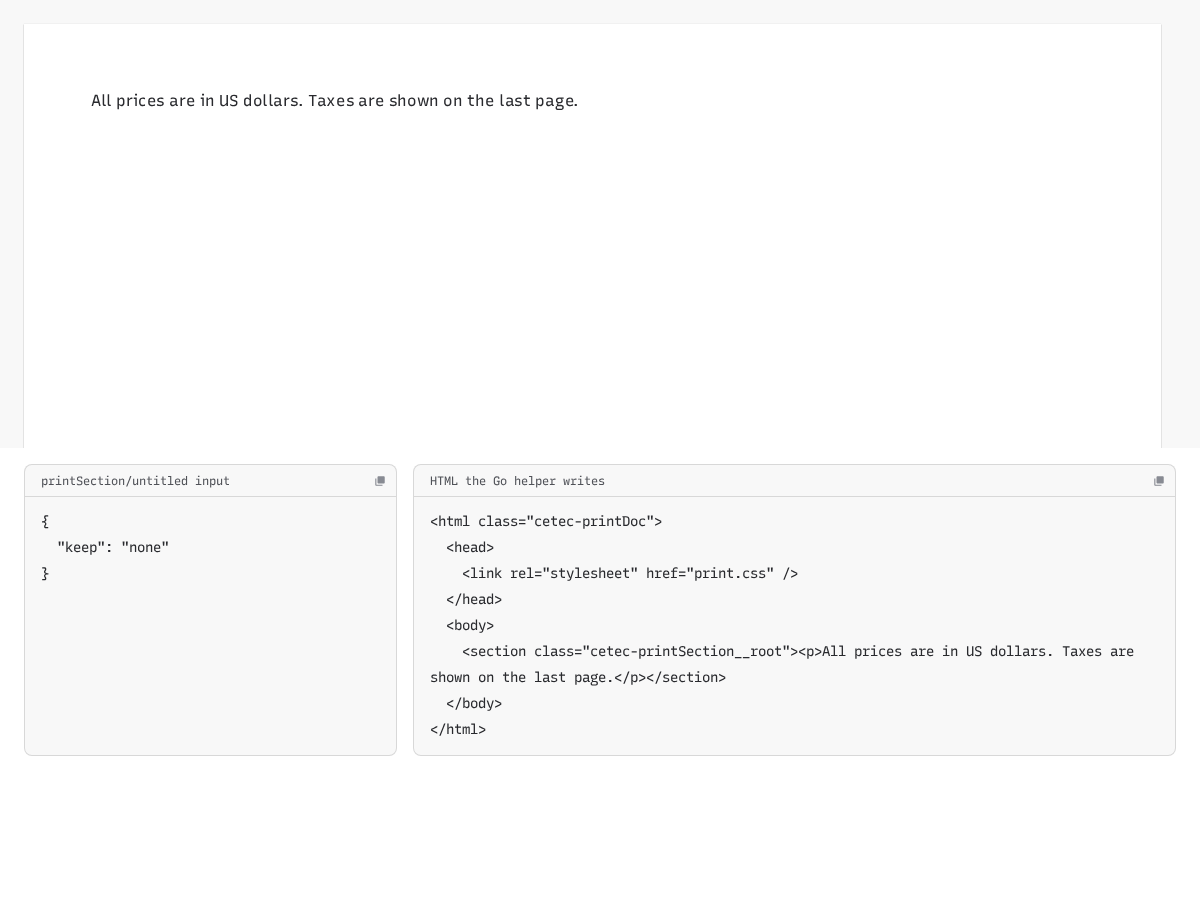 All prices are in US dollars. Taxes are shown on the last page.
printSection/untitled input
{
  "keep": "none"
}
HTML the Go helper writes
<html class="cetec-printDoc">
  <head>
    <link rel="stylesheet" href="print.css" />
  </head>
  <body>
    <section class="cetec-printSection__root"><p>All prices are in US dollars. Taxes are
shown on the last page.</p></section>
  </body>
</html>